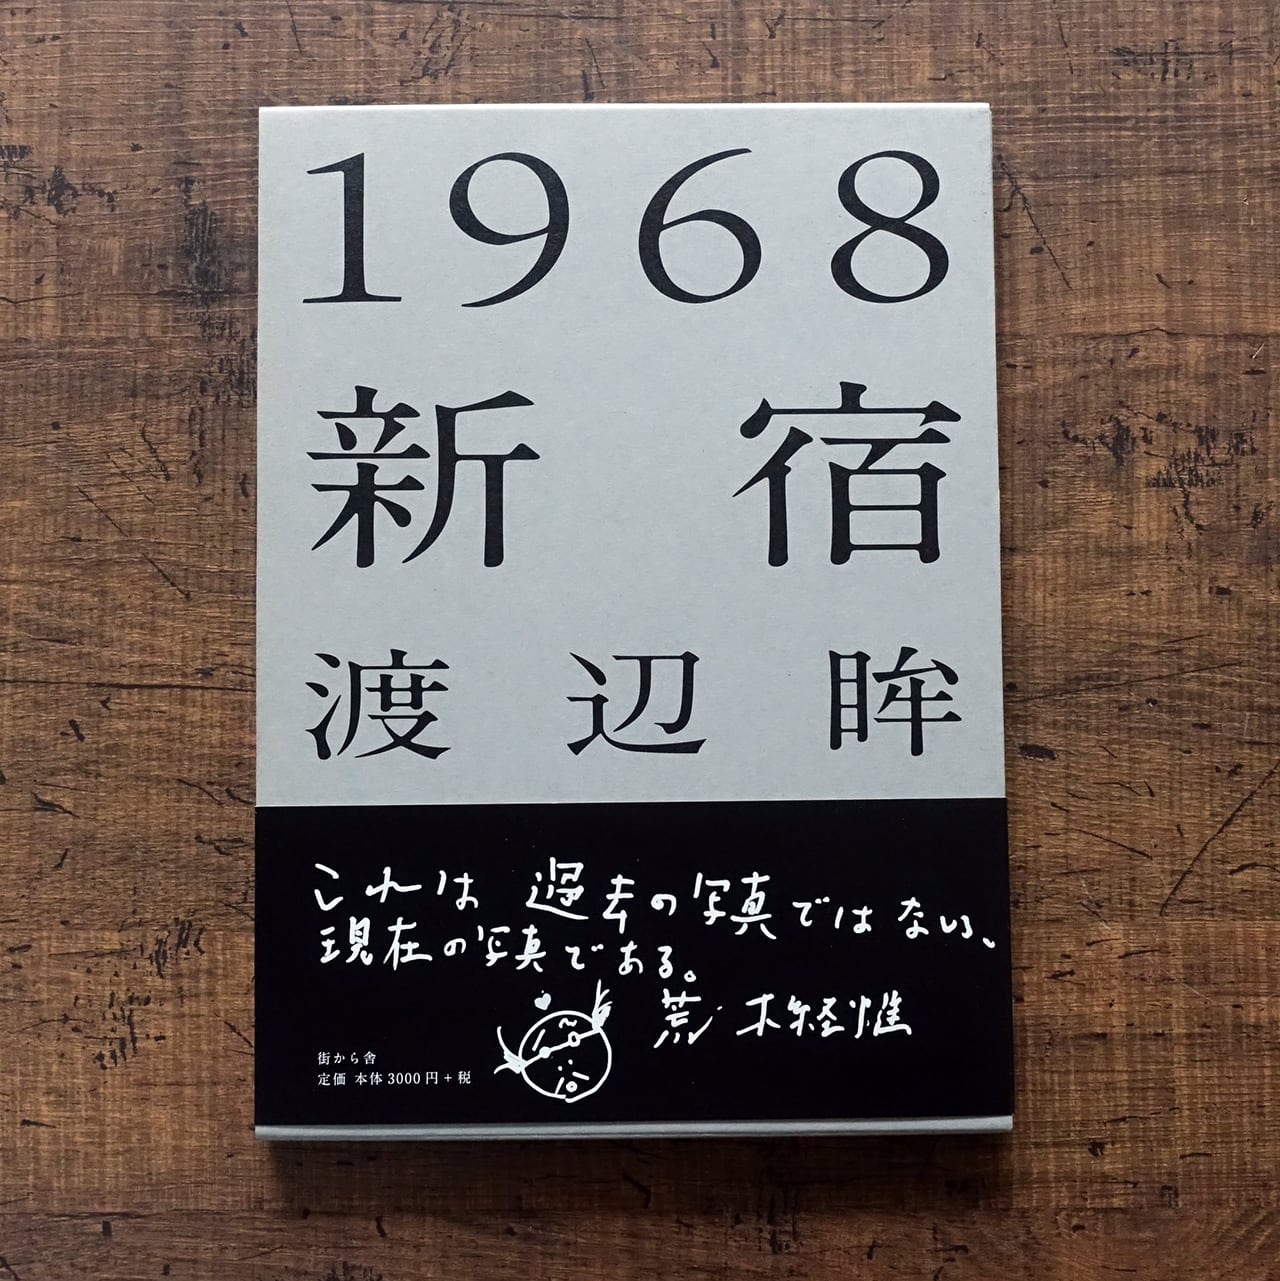 1968
新宿
渡辺眸
これは過去の写真ではない、
現在の写真である。
荒木経惟
街から舎
定価 本体3000円+税